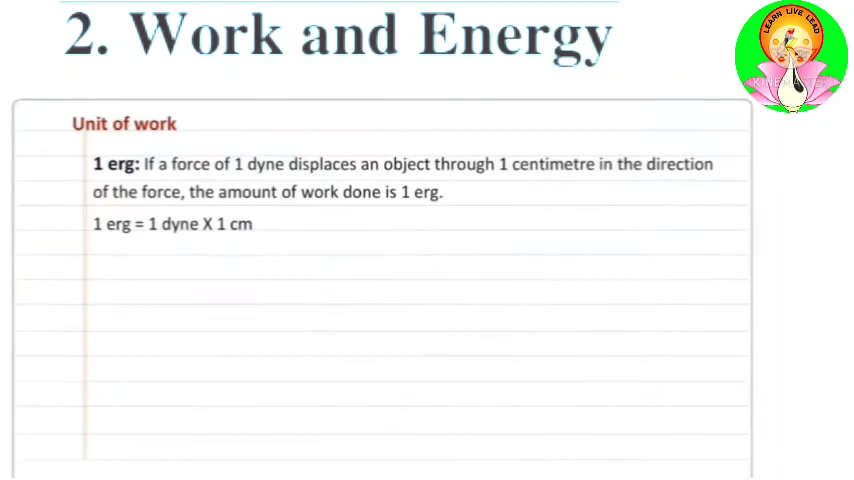 2. Work and Energy
LEARN LIVE LEAD
KINEMASTER
Unit of work
1 erg: If a force of 1 dyne displaces an object through 1 centimetre in the direction
of the force, the amount of work done is 1 erg.
1 erg = 1 dyne X 1 cm